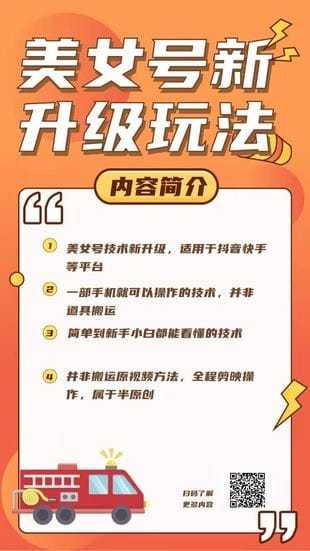 美女号新
升级玩法
内容简介
1 美女号技术新升级，适用于抖音快手
等平台
2 一部手机就可以操作的技术，并非
道具搬运
3 简单到新手小白都能看懂的技术
4 并非搬运原视频方法，全程剪映操
作，属于半原创
扫码了解
更多内容